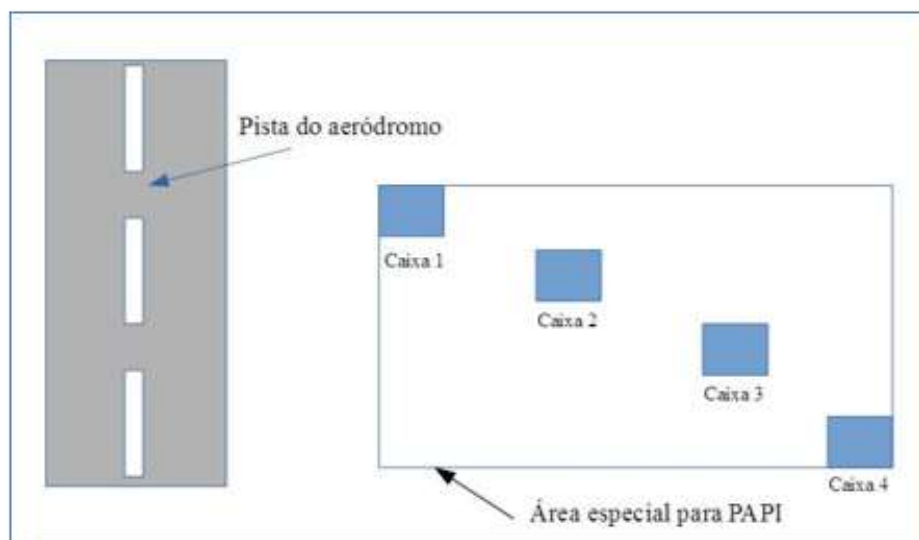 Pista do aeródromo
Caixa 1
Caixa 2
Caixa 3
Caixa 4
Área especial para PAPI